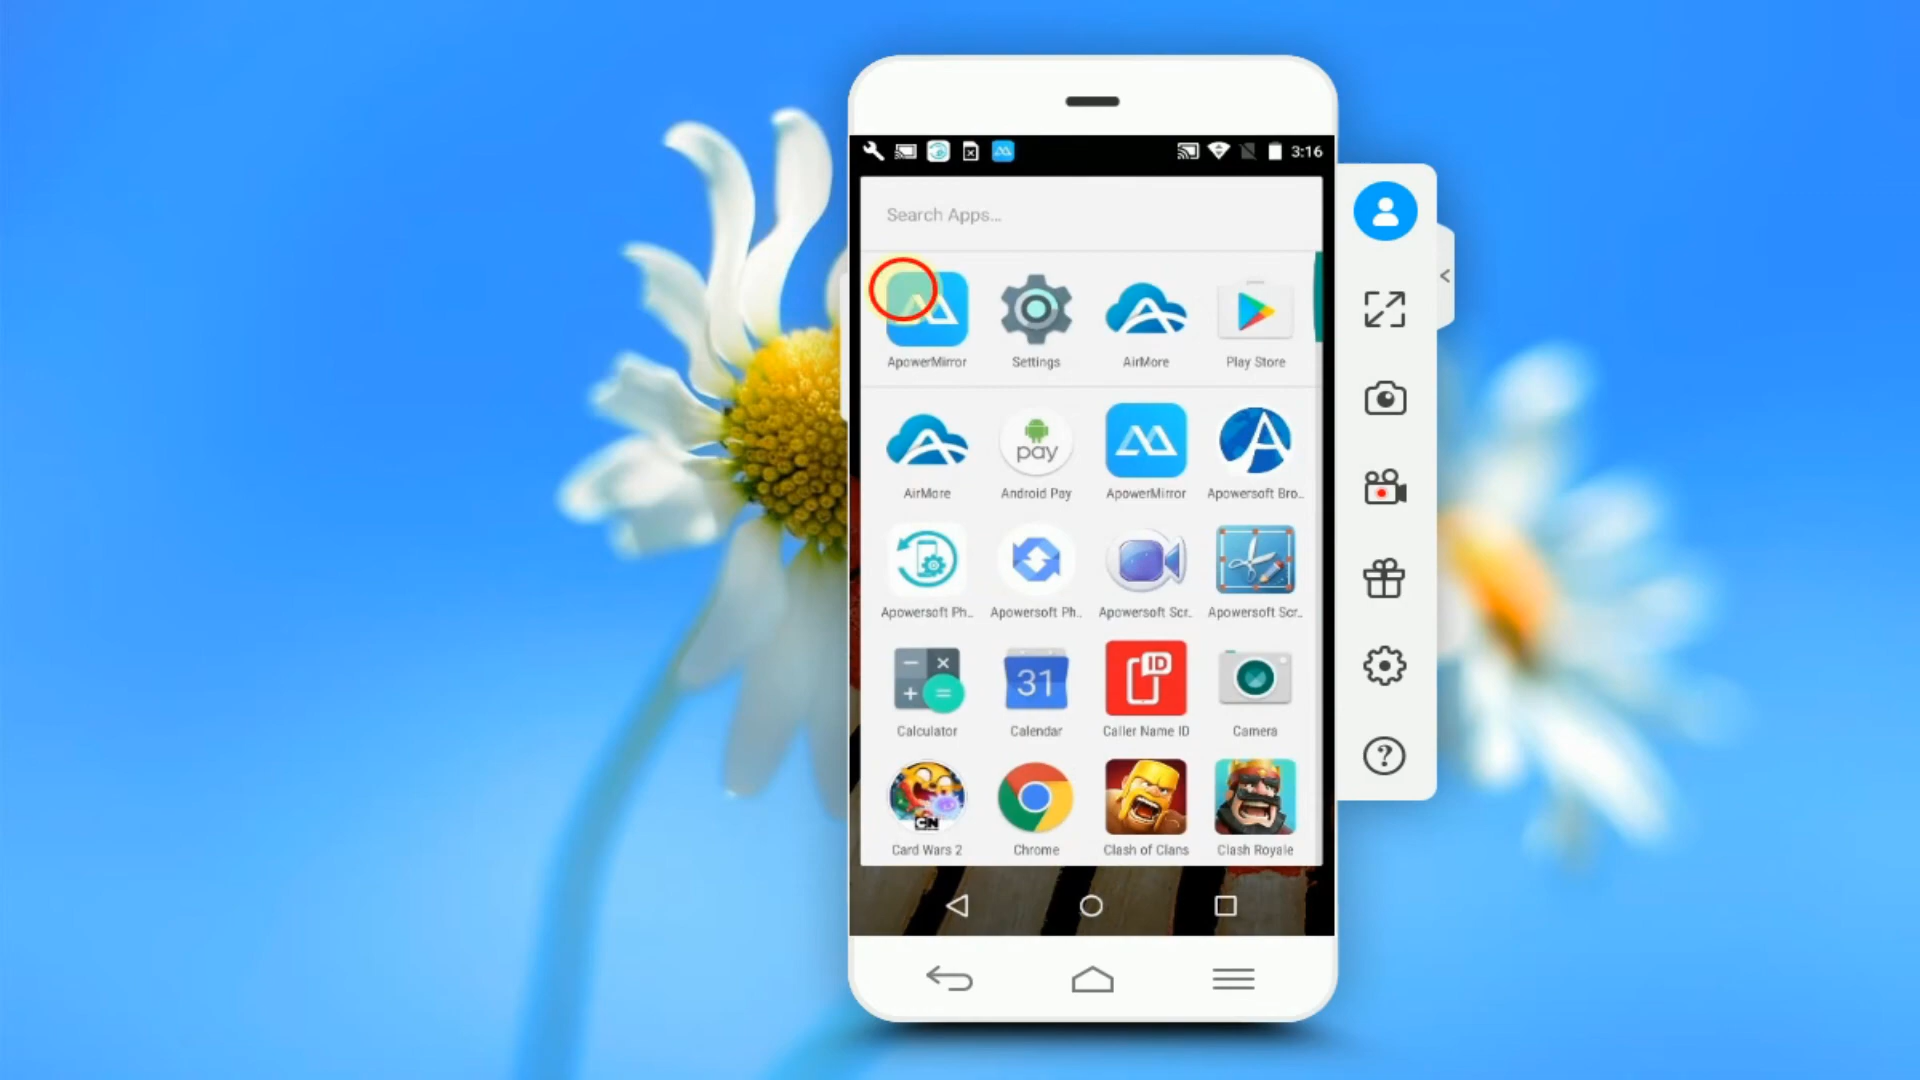 3:16
Search Apps...
ApowerMirror Settings AirMore Play Store
AirMore Android Pay ApowerMirror Apowersoft Bro..
Apowersoft Ph.. Apowersoft Ph.. Apowersoft Scr.. Apowersoft Scr..
31 ID
Calculator Calendar Caller Name ID Camera
CN
Card Wars 2 Chrome Clash of Clans Clash Royale